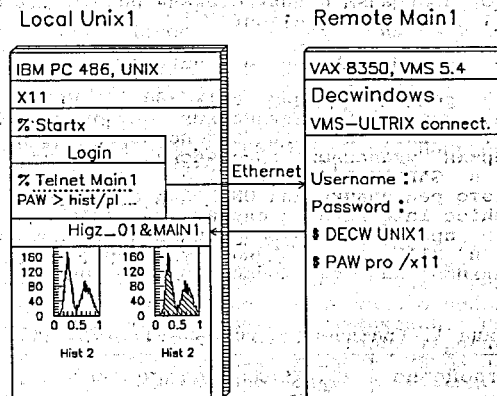 Local Unix1
Remote Main1
IBM PC 486, UNIX
X11
% Startx
Login
% Telnet Main1
PAW > hist/pl ...
Higz_01&MAIN1
160
120
80
40
0
0 0.5 1
Hist 2
160
120
80
40
0
0 0.5 1
Hist 2
Ethernet
VAX 8350, VMS 5.4
Decwindows
VMS-ULTRIX connect.
Username :
Password :
$ DECW UNIX1
$ PAW pro /x11